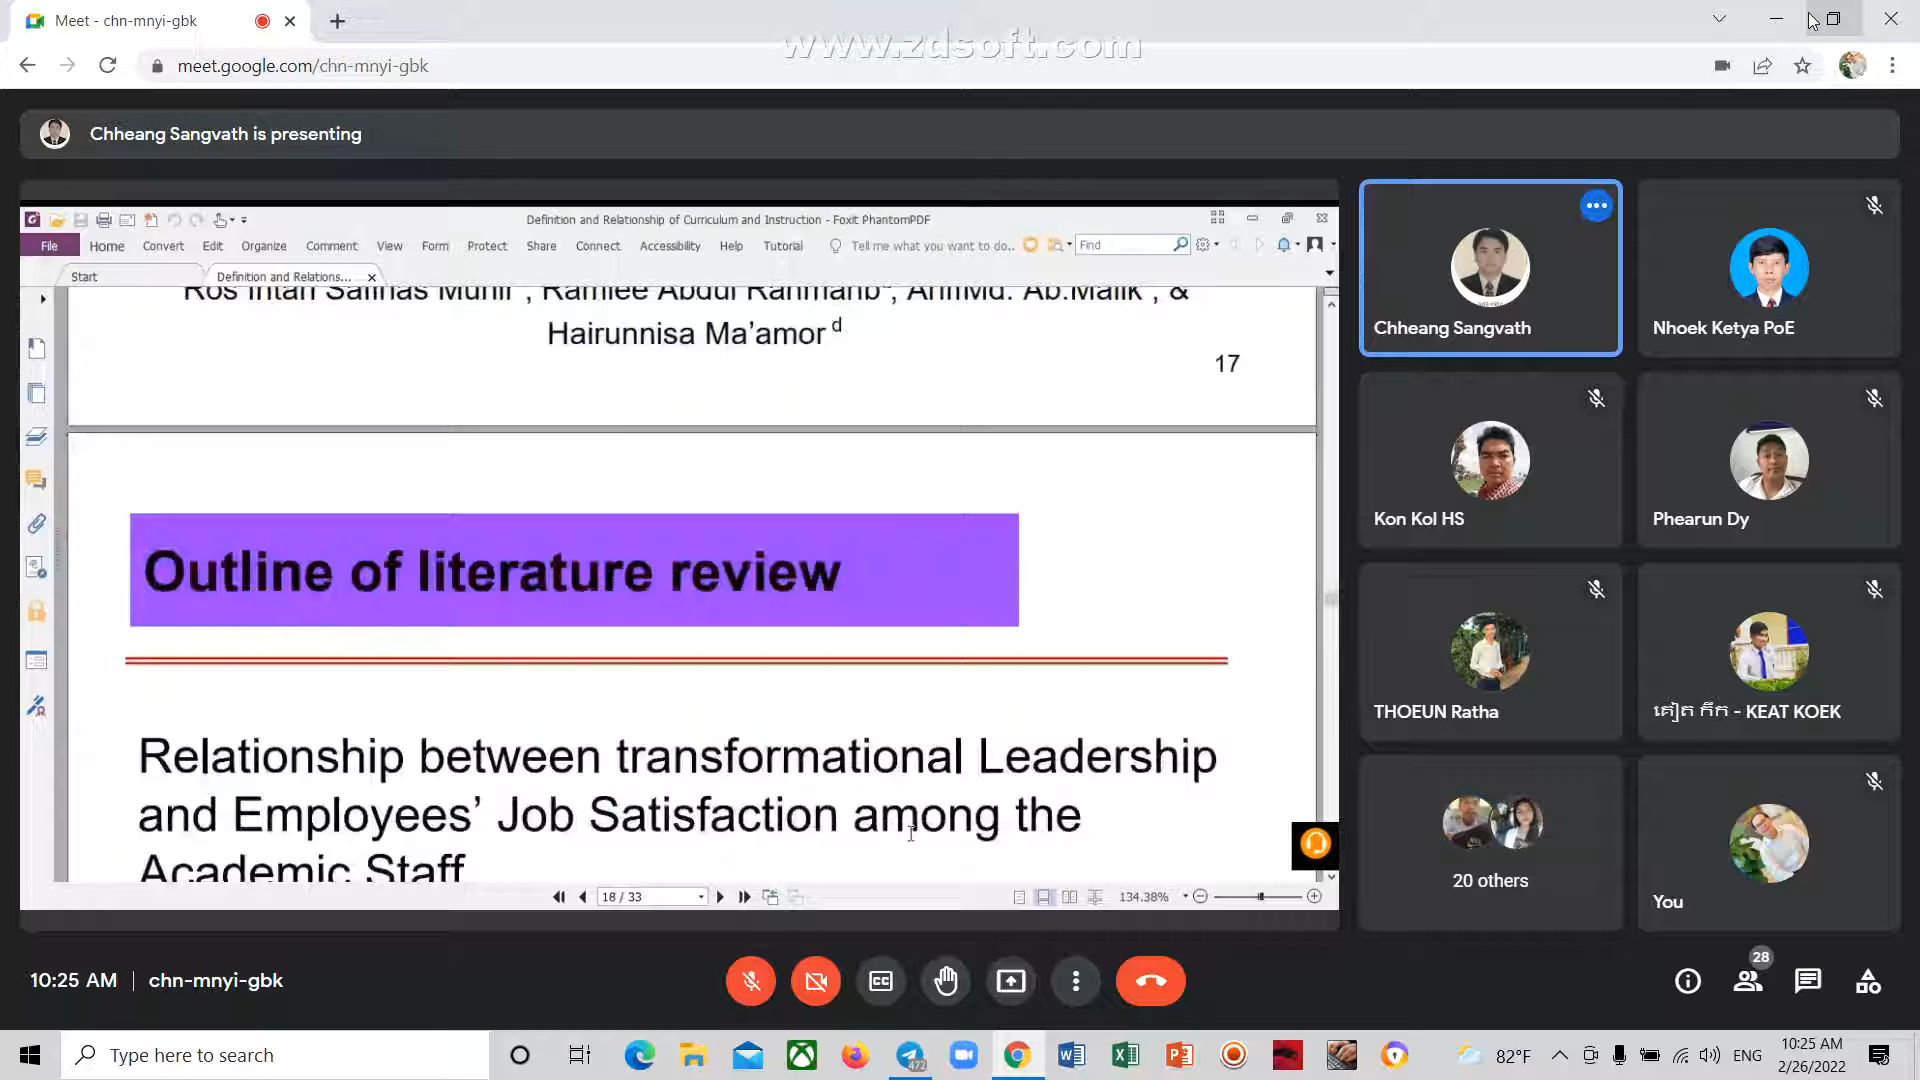 Meet - chn-mnyi-gbk
www.zdsoft.com
meet.google.com/chn-mnyi-gbk
Chheang Sangvath is presenting
Definition and Relationship of Curriculum and Instruction - Foxit PhantomPDF
File Home Convert Edit Organize Comment View Form Protect Share Connect Accessibility Help Tutorial Tell me what you want to do.. Find
Start Definition and Relations...
Hairunnisa Ma'amor d
17
Outline of literature review
Relationship between transformational Leadership
and Employees' Job Satisfaction among the
Academic Staff
18 / 33
134.38%
Chheang Sangvath
Nhoek Ketya PoE
Kon Kol HS
Phearun Dy
THOEUN Ratha
គៀត កឹក - KEAT KOEK
20 others
You
10:25 AM chn-mnyi-gbk
CC
28
Type here to search
472
82°F
ENG
10:25 AM
2/26/2022